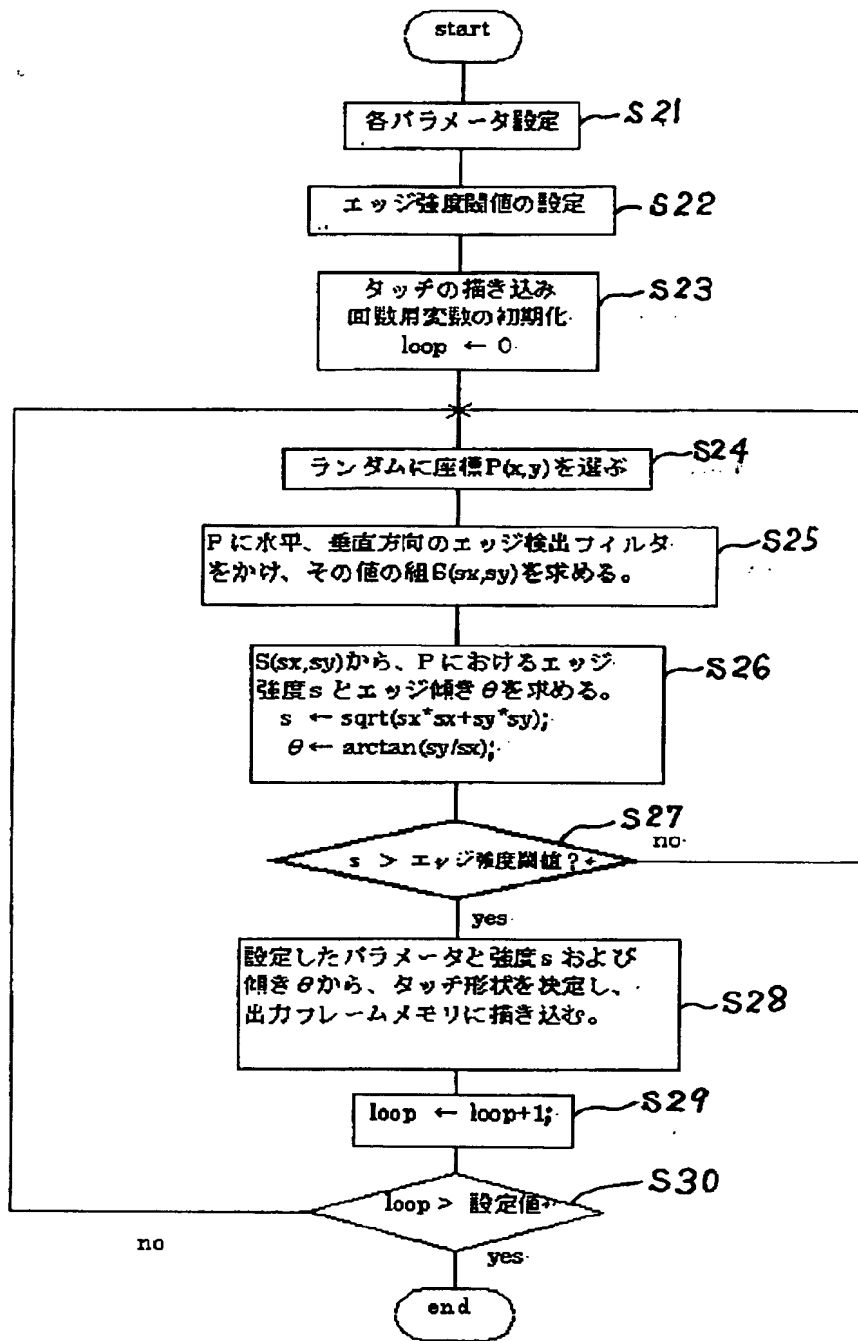 start
各パラメータ設定
S21
エッジ強度閾値の設定
S22
タッチの描き込み
回数用変数の初期化
loop ← 0
S23
ランダムに座標P(x,y)を選ぶ
S24
Pに水平、垂直方向のエッジ検出フィルタ
をかけ、その値の組S(sx,sy)を求める。
S25
S(sx,sy)から、Pにおけるエッジ
強度sとエッジ傾きθを求める。
s ← sqrt(sx*sx+sy*sy);
θ ← arctan(sy/sx);
S26
s > エッジ強度閾値?
S27
no
yes
設定したパラメータと強度sおよび
傾きθから、タッチ形状を決定し、
出力フレームメモリに描き込む。
S28
loop ← loop+1;
S29
loop > 設定値
S30
no
yes
end